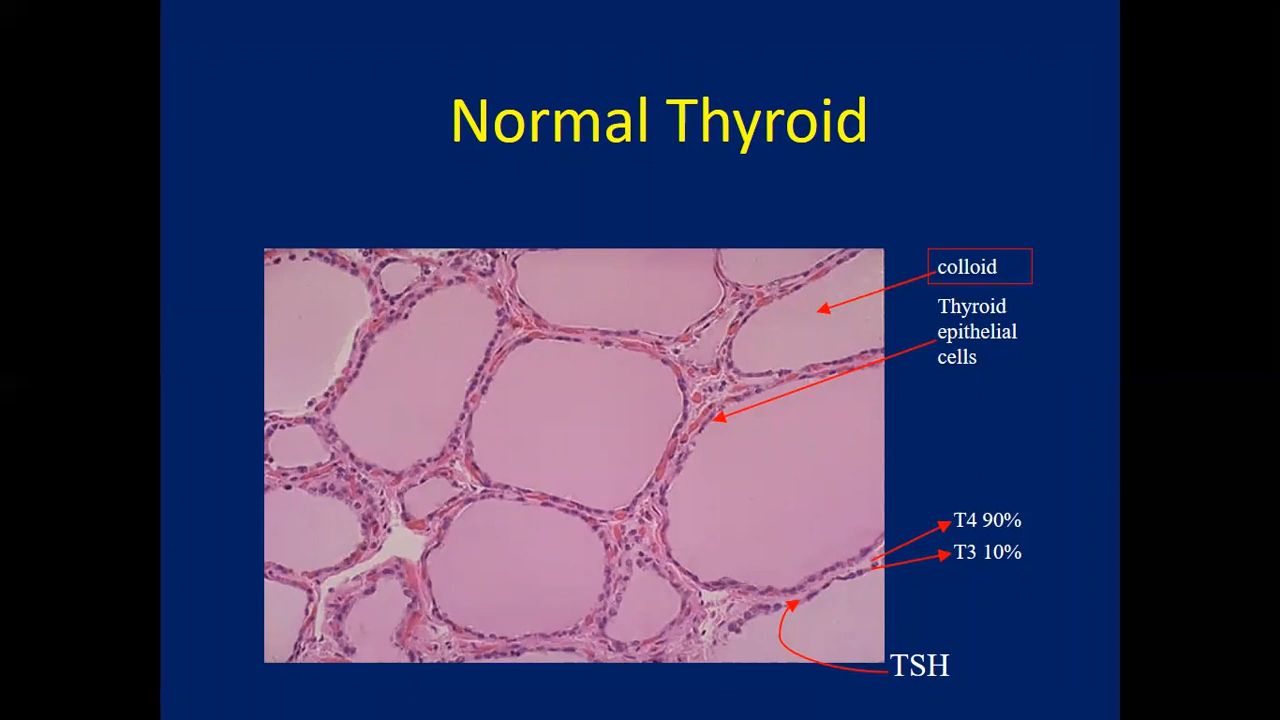 Normal Thyroid
colloid
Thyroid
epithelial
cells
T4 90%
T3 10%
TSH